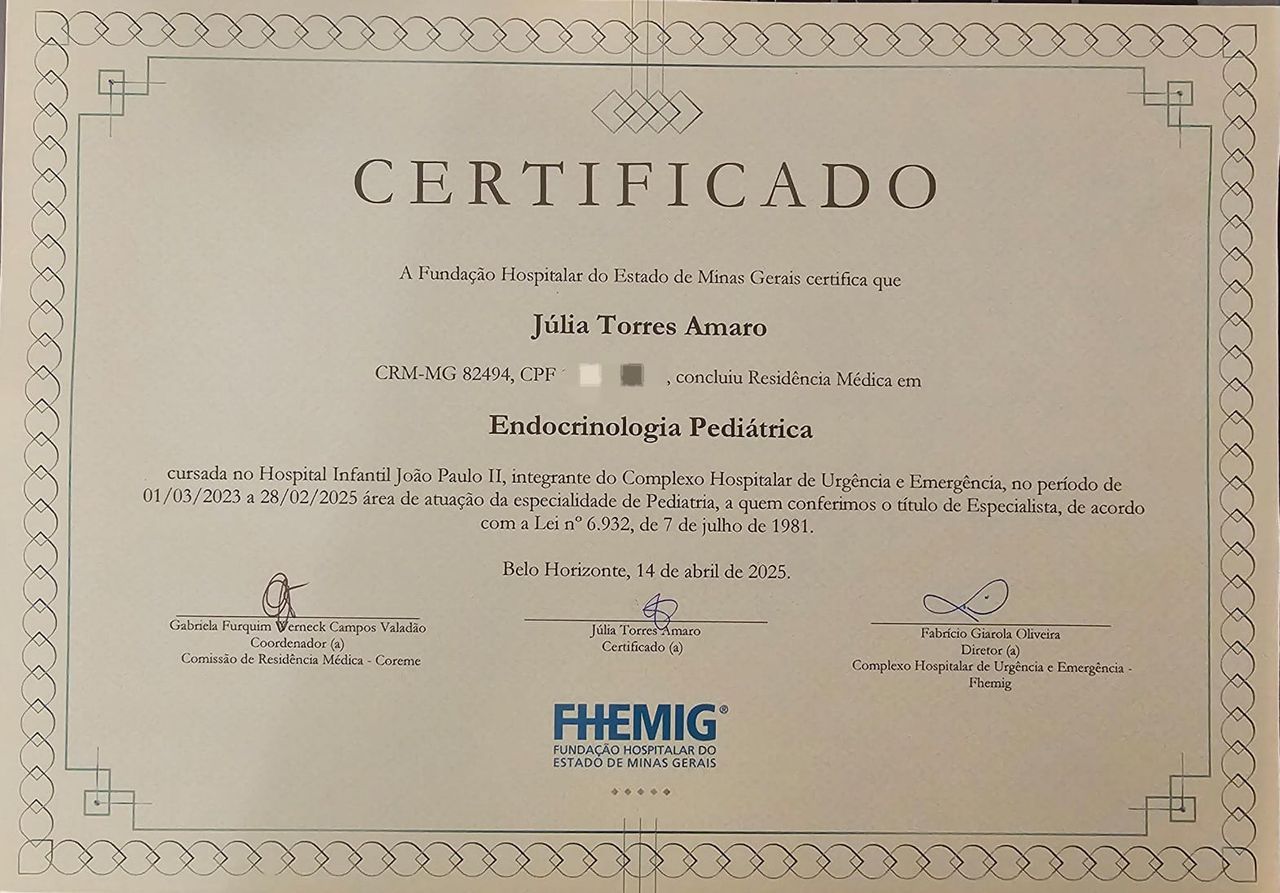 CERTIFICADO
A Fundação Hospitalar do Estado de Minas Gerais certifica que
Júlia Torres Amaro
CRM-MG 82494, CPF , concluiu Residência Médica em
Endocrinologia Pediátrica
cursada no Hospital Infantil João Paulo II, integrante do Complexo Hospitalar de Urgência e Emergência, no período de
01/03/2023 a 28/02/2025 área de atuação da especialidade de Pediatria, a quem conferimos o título de Especialista, de acordo
com a Lei nº 6.932, de 7 de julho de 1981.
Belo Horizonte, 14 de abril de 2025.
Gabriela Furquim Werneck Campos Valadão
Coordenador (a)
Comissão de Residência Médica - Coreme
Júlia Torres Amaro
Certificado (a)
Fabrício Giarola Oliveira
Diretor (a)
Complexo Hospitalar de Urgência e Emergência -
Fhemig
FHEMIG®
FUNDAÇÃO HOSPITALAR DO
ESTADO DE MINAS GERAIS